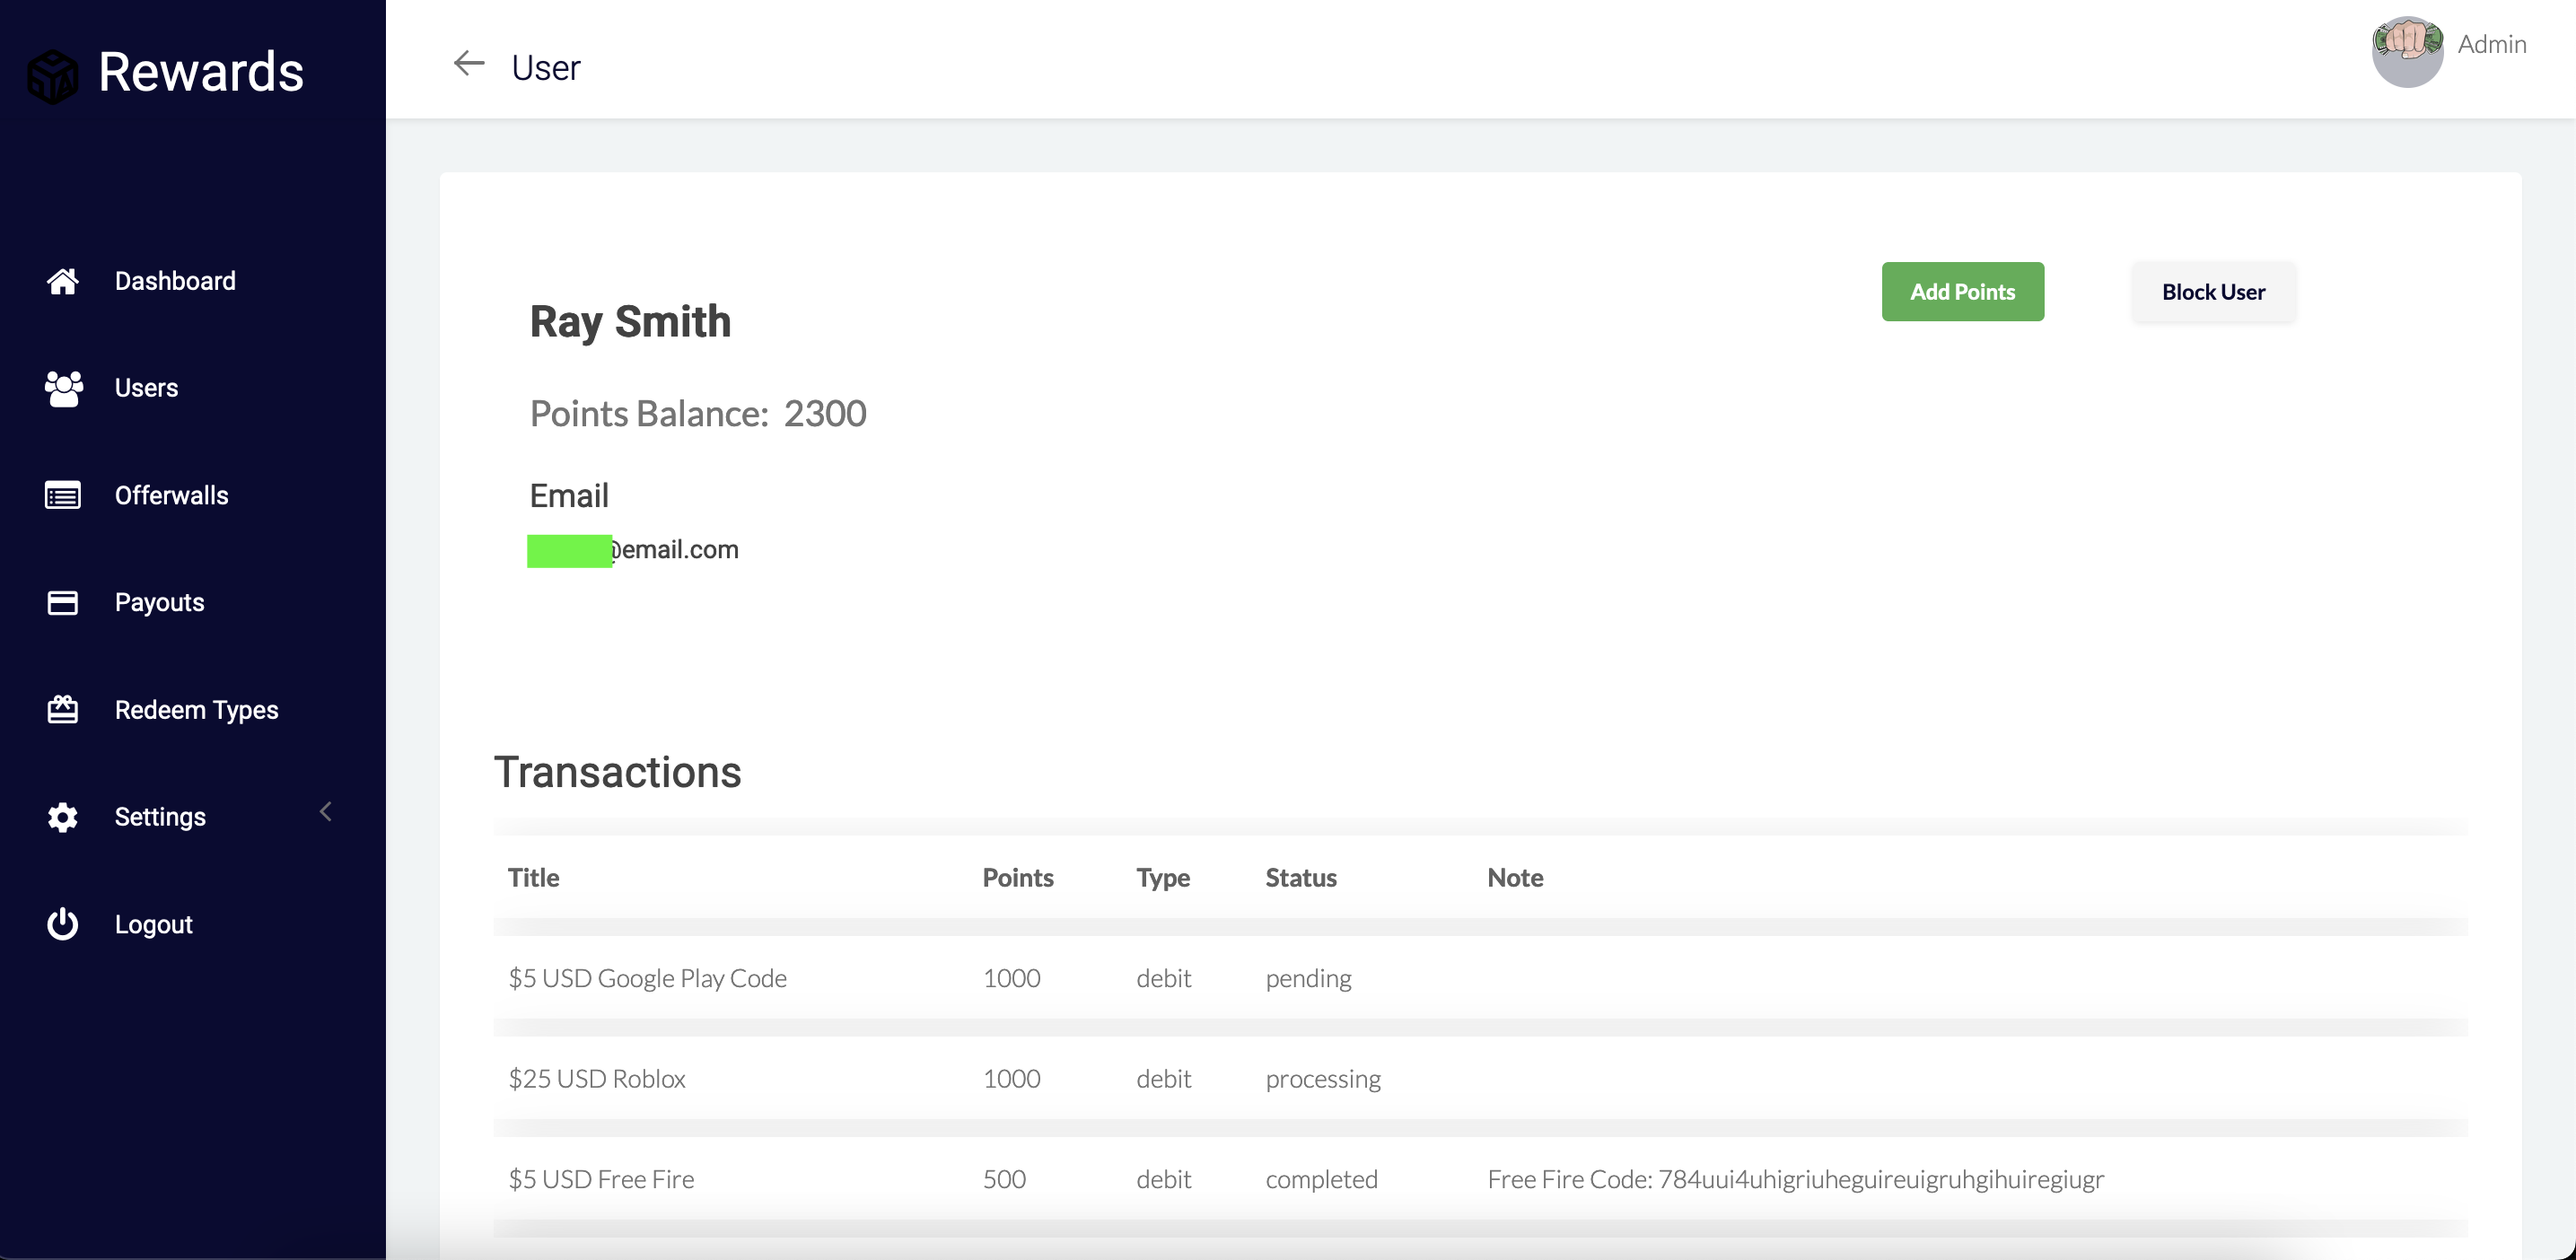 Rewards
User
Admin
Dashboard
Users
Offerwalls
Payouts
Redeem Types
Settings
Logout
Ray Smith
Add Points
Block User
Points Balance: 2300
Email
@email.com
Transactions
Title Points Type Status Note
$5 USD Google Play Code 1000 debit pending
$25 USD Roblox 1000 debit processing
$5 USD Free Fire 500 debit completed Free Fire Code: 784uui4uhigriuheguireuigruhgihuiregiugr